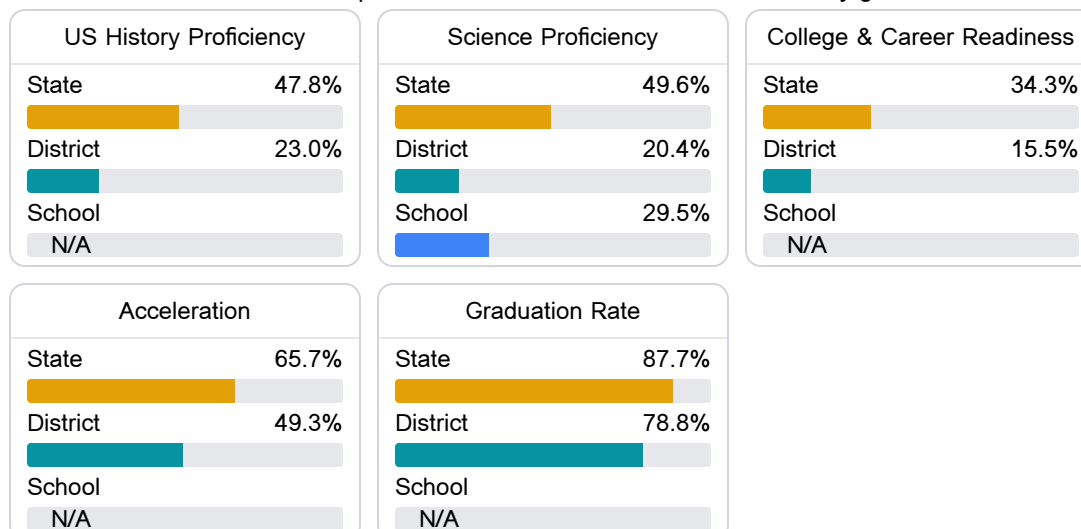 US History Proficiency
State 47.8%
District 23.0%
School
N/A
Science Proficiency
State 49.6%
District 20.4%
School 29.5%
College & Career Readiness
State 34.3%
District 15.5%
School
N/A
Acceleration
State 65.7%
District 49.3%
School
N/A
Graduation Rate
State 87.7%
District 78.8%
School
N/A